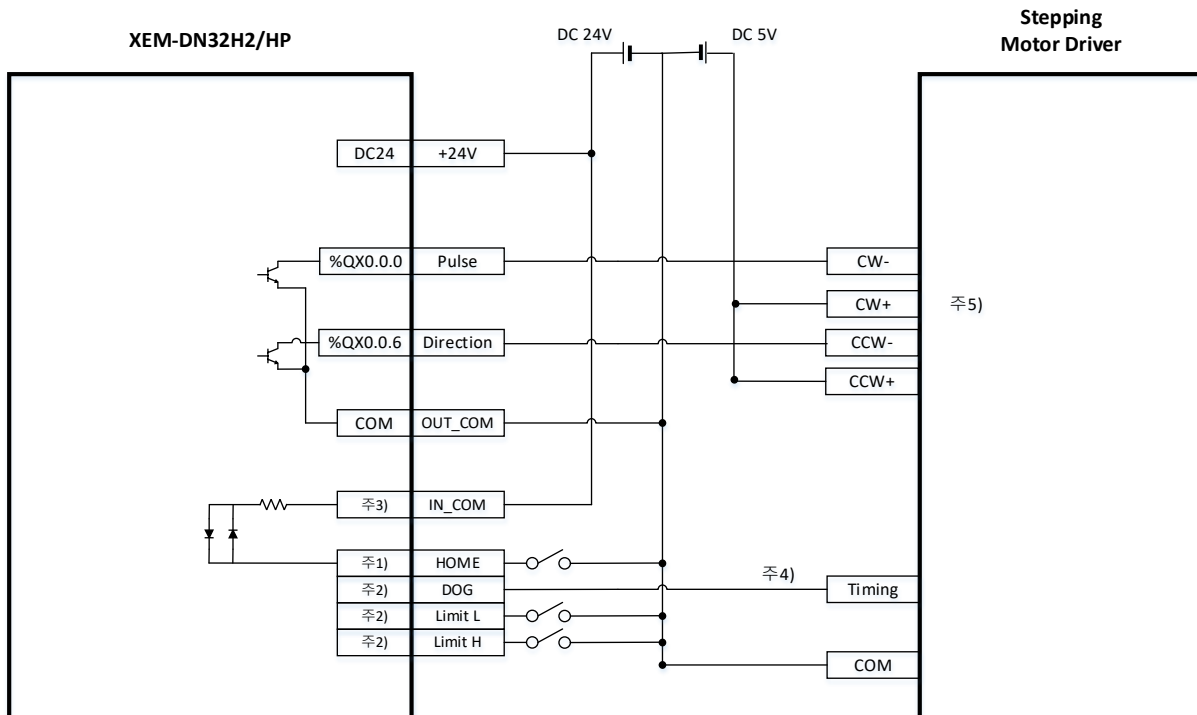 XEM-DN32H2/HP
DC 24V
DC 5V
Stepping
Motor Driver
DC24 +24V
%QX0.0.0 Pulse
CW-
CW+
주5)
%QX0.0.6 Direction
CCW-
CCW+
COM OUT_COM
주3) IN_COM
주1) HOME
주2) DOG
주4)
Timing
주2) Limit L
주2) Limit H
COM